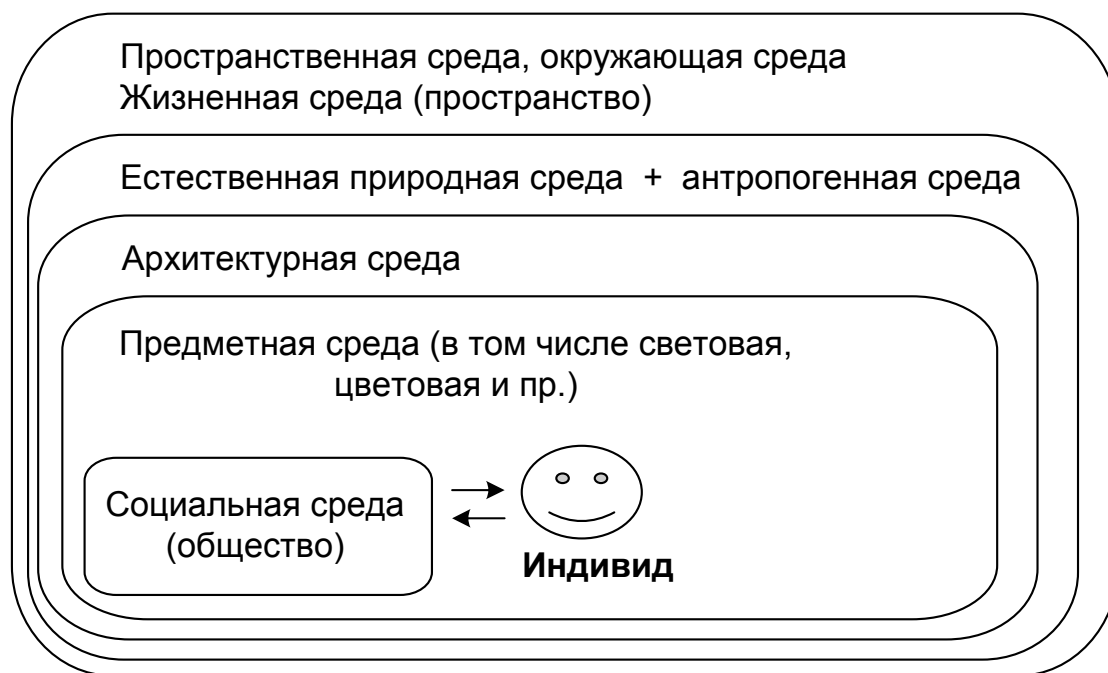 Пространственная среда, окружающая среда
Жизненная среда (пространство)
Естественная природная среда + антропогенная среда
Архитектурная среда
Предметная среда (в том числе световая,
цветовая и пр.)
Социальная среда
(общество)
Индивид